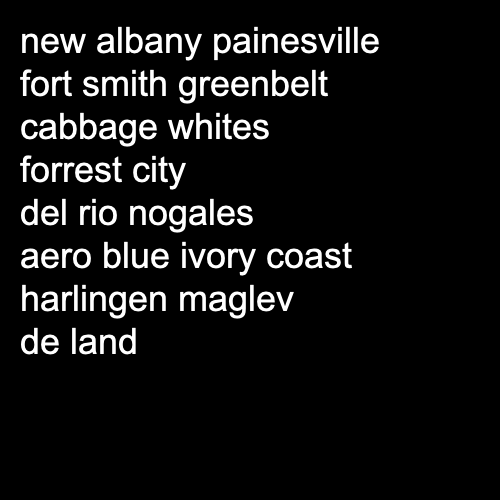 new albany painesville
fort smith greenbelt
cabbage whites
forrest city
del rio nogales
aero blue ivory coast
harlingen maglev
de land